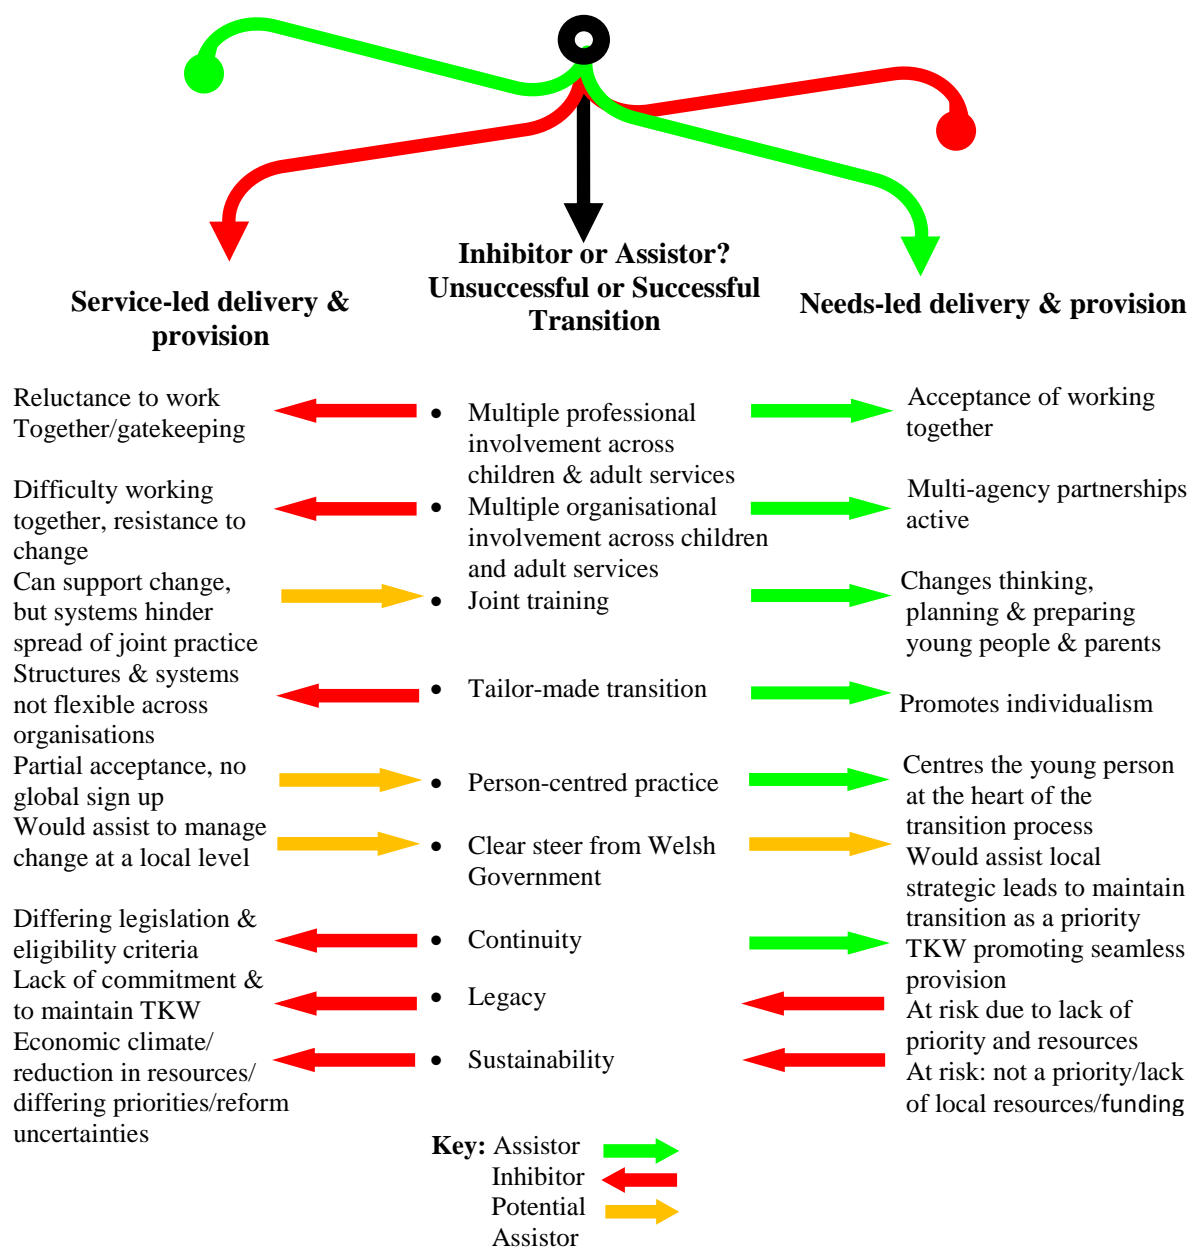 Inhibitor or Assistor?
Unsuccessful or Successful
Transition
Service-led delivery &
provision
Needs-led delivery & provision
Reluctance to work
Together/gatekeeping
• Multiple professional
involvement across
children & adult services
Acceptance of working
together
Difficulty working
together, resistance to
change
• Multiple organisational
involvement across children
and adult services
Multi-agency partnerships
active
Can support change,
but systems hinder
spread of joint practice
• Joint training
Changes thinking,
planning & preparing
young people & parents
Structures & systems
not flexible across
organisations
• Tailor-made transition
Promotes individualism
Partial acceptance, no
global sign up
• Person-centred practice
Centres the young person
at the heart of the
transition process
Would assist to manage
change at a local level
• Clear steer from Welsh
Government
Would assist local
strategic leads to maintain
transition as a priority
Differing legislation &
eligibility criteria
• Continuity
TKW promoting seamless
provision
Lack of commitment &
to maintain TKW
• Legacy
At risk due to lack of
priority and resources
Economic climate/
reduction in resources/
differing priorities/reform
uncertainties
• Sustainability
At risk: not a priority/lack
of local resources/funding
Key: Assistor
Inhibitor
Potential
Assistor